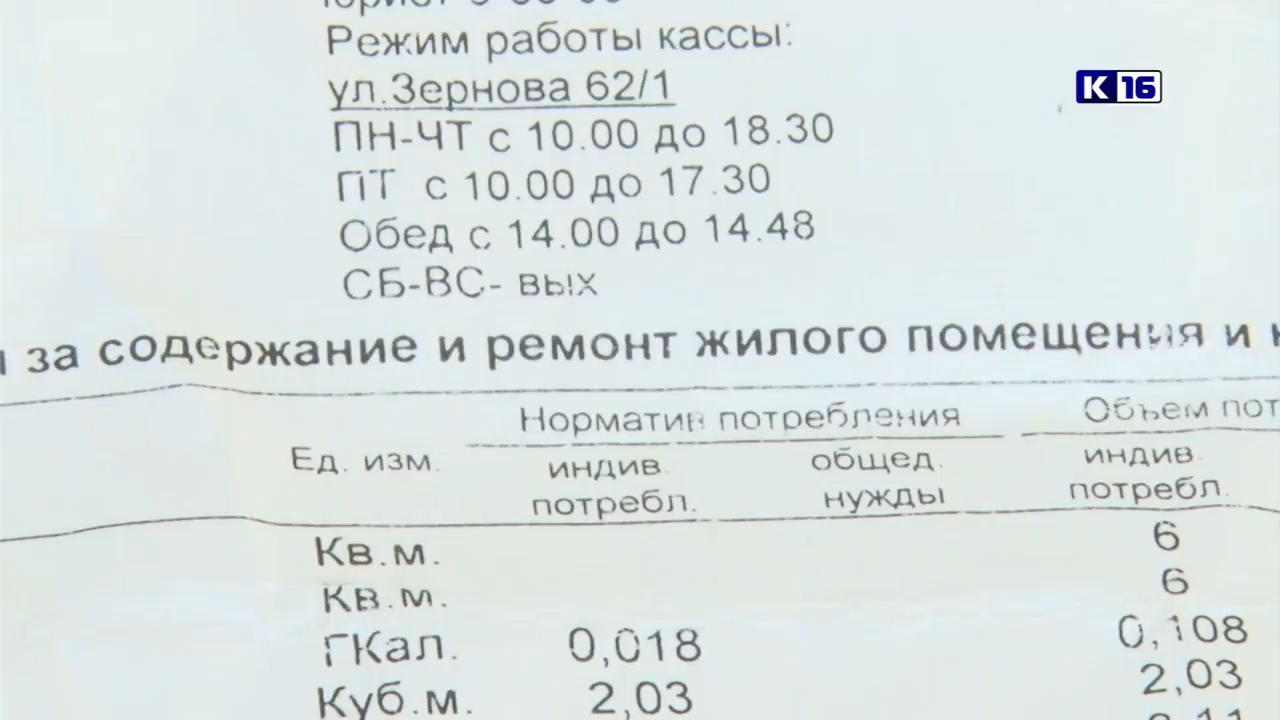 Режим работы кассы:
К 16
ул.Зернова 62/1
ПН-ЧТ с 10.00 до 18.30
ПТ с 10.00 до 17.30
Обед с 14.00 до 14.48
СБ-ВС- вых
за содержание и ремонт жилого помещения и
Норматив потребления Объем
Ед. изм. индив. общед. индив.
потребл. нужды потребл.
Кв.м. 6
Кв.м. 6
ГКал. 0,018 0,108
Куб.м. 2,03 2,03